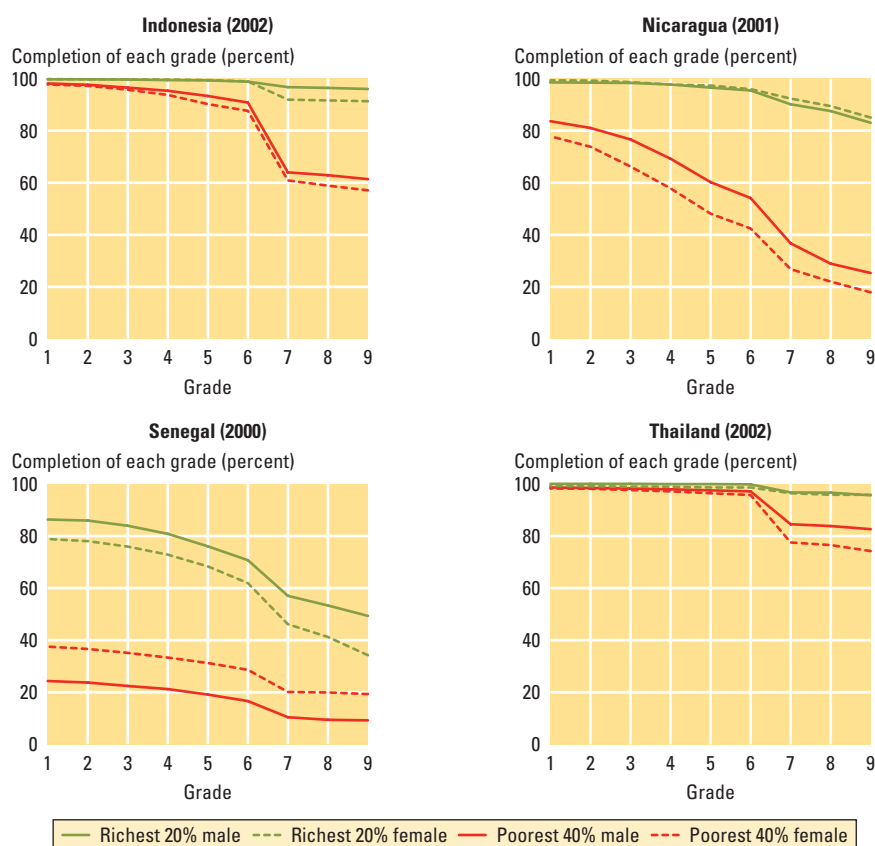 Indonesia (2002)
Completion of each grade (percent)
100
80
60
40
20
0
1 2 3 4 5 6 7 8 9
Grade
Nicaragua (2001)
Completion of each grade (percent)
100
80
60
40
20
0
1 2 3 4 5 6 7 8 9
Grade
Senegal (2000)
Completion of each grade (percent)
100
80
60
40
20
0
1 2 3 4 5 6 7 8 9
Grade
Thailand (2002)
Completion of each grade (percent)
100
80
60
40
20
0
1 2 3 4 5 6 7 8 9
Grade
Richest 20% male Richest 20% female Poorest 40% male Poorest 40% female